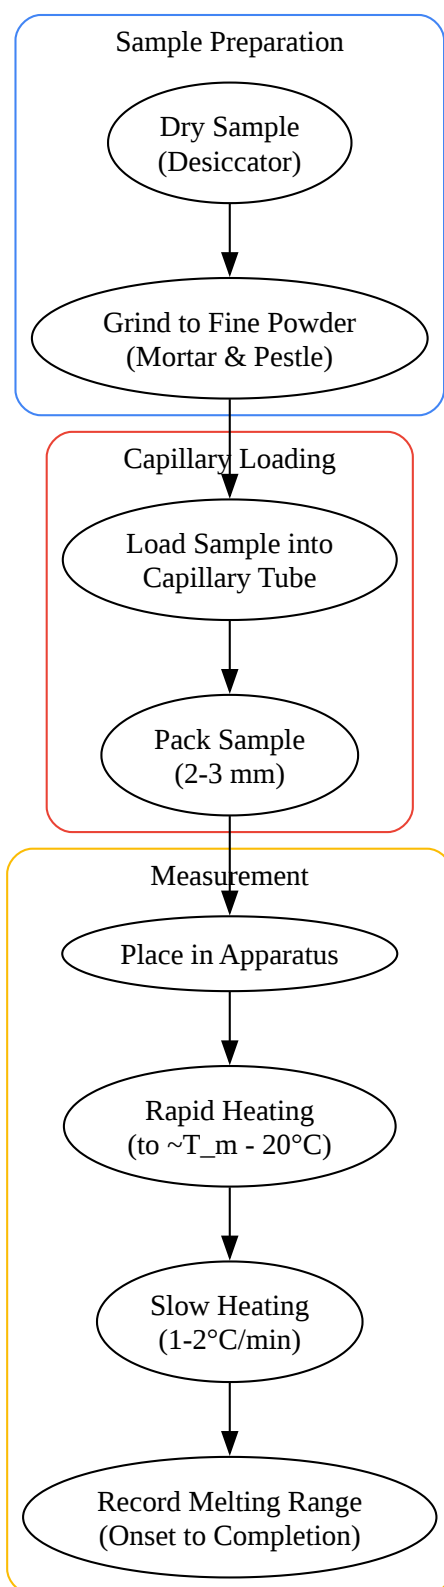 Sample Preparation
Dry Sample
(Desiccator)
Grind to Fine Powder
(Mortar & Pestle)
Capillary Loading
Load Sample into
Capillary Tube
Pack Sample
(2-3 mm)
Measurement
Place in Apparatus
Rapid Heating
(to ~T_m - 20°C)
Slow Heating
(1-2°C/min)
Record Melting Range
(Onset to Completion)